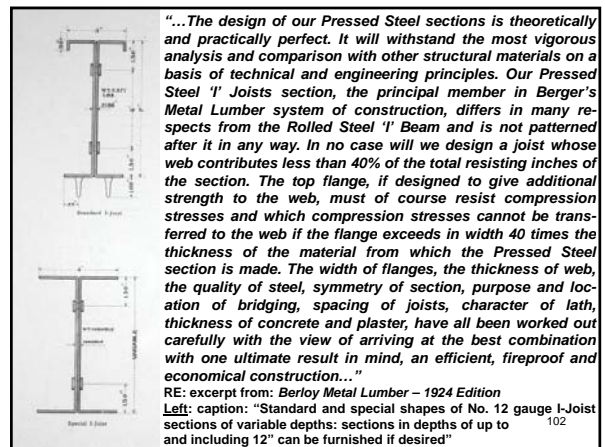 "…The design of our Pressed Steel sections is theoretically
and practically perfect. It will withstand the most vigorous
analysis and comparison with other structural materials on a
basis of technical and engineering principles. Our Pressed
Steel 'I' Joists section, the principal member in Berger's
Metal Lumber system of construction, differs in many re-
spects from the Rolled Steel 'I' Beam and is not patterned
after it in any way. In no case will we design a joist whose
web contributes less than 40% of the total resisting inches of
the section. The top flange, if designed to give additional
strength to the web, must of course resist compression
stresses and which compression stresses cannot be trans-
ferred to the web if the flange exceeds in width 40 times the
thickness of the material from which the Pressed Steel
section is made. The width of flanges, the thickness of web,
the quality of steel, symmetry of section, purpose and loc-
ation of bridging, spacing of joists, character of lath,
thickness of concrete and plaster, have all been worked out
carefully with the view of arriving at the best combination
with one ultimate result in mind, an efficient, fireproof and
economical construction…"
RE: excerpt from: Berloy Metal Lumber – 1924 Edition
Left: caption: "Standard and special shapes of No. 12 gauge I-Joist
sections of variable depths: sections in depths of up to
and including 12" can be furnished if desired"
102
Standard I-Joist
Special I-Joist